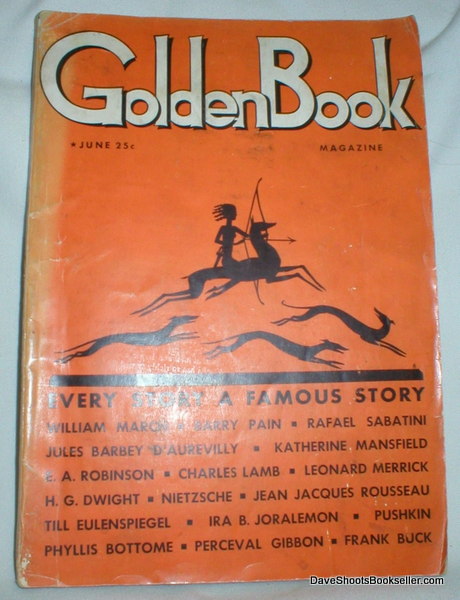 GoldenBook
★JUNE 25c MAGAZINE
EVERY STORY A FAMOUS STORY
WILLIAM MARCH ▪ BARRY PAIN ▪ RAFAEL SABATINI
JULES BARBEY D'AUREVILLY ▪ KATHERINE MANSFIELD
E. A. ROBINSON ▪ CHARLES LAMB ▪ LEONARD MERRICK
H. G. DWIGHT ▪ NIETZSCHE ▪ JEAN JACQUES ROUSSEAU
TILL EULENSPIEGEL ▪ IRA B. JORALEMON ▪ PUSHKIN
PHYLLIS BOTTOME ▪ PERCEVAL GIBBON ▪ FRANK BUCK
DaveShootsBookseller.com